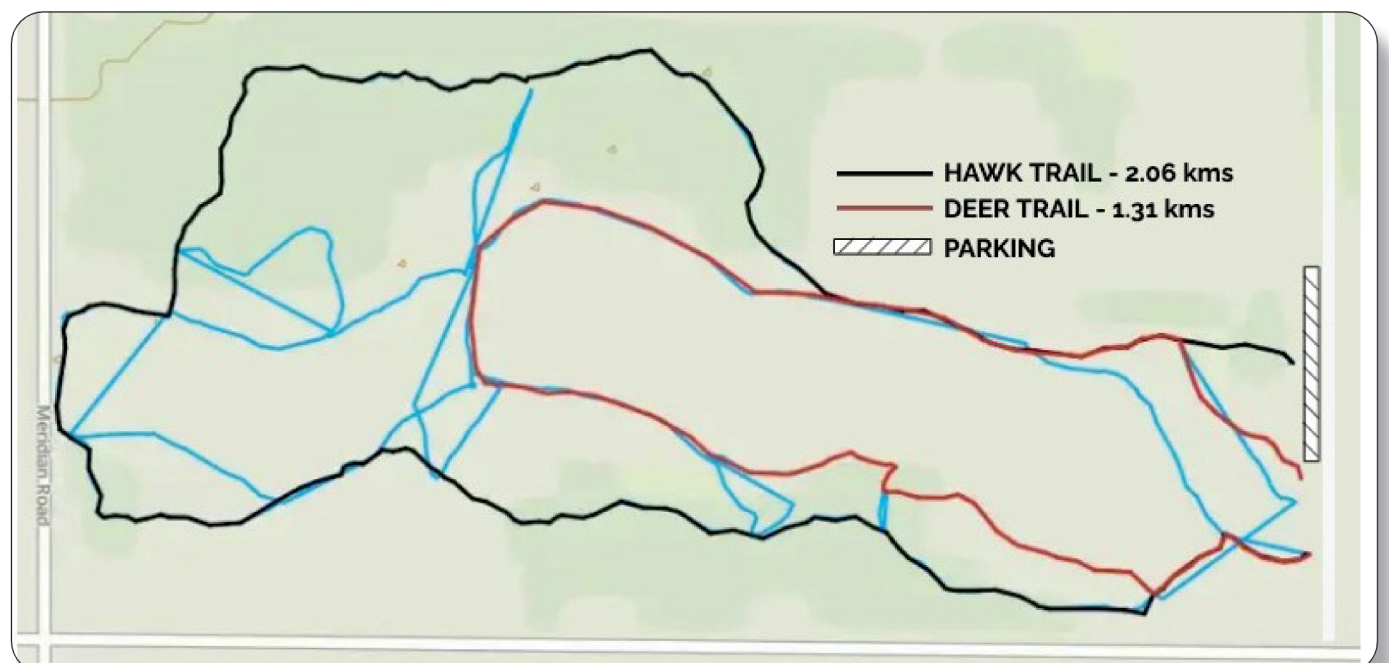 HAWK TRAIL - 2.06 kms
DEER TRAIL - 1.31 kms
PARKING
Meridian Road